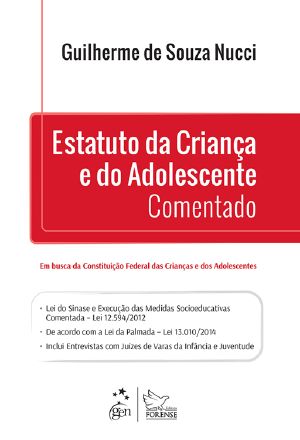 Guilherme de Souza Nucci
Estatuto da Criança
e do Adolescente
Comentado
Em busca da Constituição Federal das Crianças e dos Adolescentes
• Lei do Sinase e Execução das Medidas Socioeducativas
Comentada – Lei 12.594/2012
• De acordo com a Lei da Palmada – Lei 13.010/2014
• Inclui Entrevistas com Juízes de Varas da Infância e Juventude
gen
FORENSE